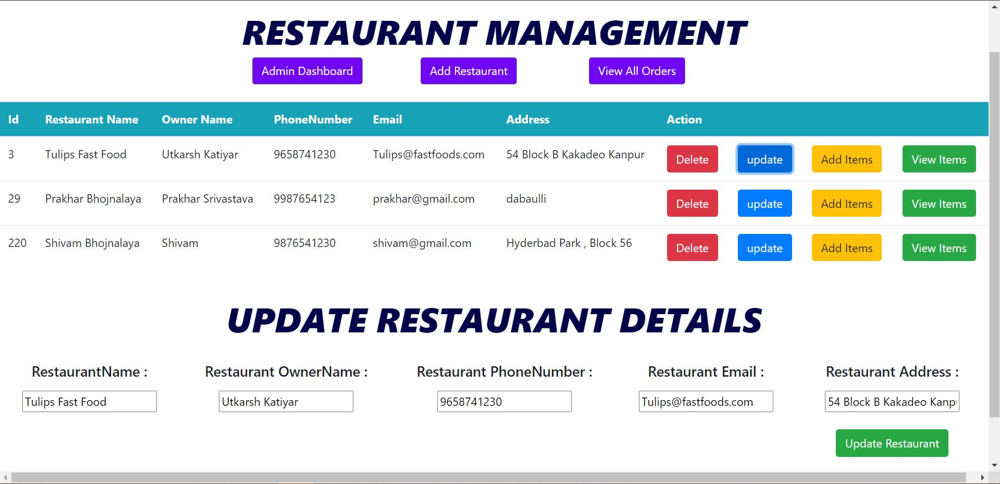 RESTAURANT MANAGEMENT
Admin Dashboard Add Restaurant View All Orders
Id Restaurant Name Owner Name PhoneNumber Email Address Action
3 Tulips Fast Food Utkarsh Katiyar 9658741230 Tulips@fastfoods.com 54 Block B Kakadeo Kanpur Delete update Add Items View Items
29 Prakhar Bhojnalaya Prakhar Srivastava 9987654123 prakhar@gmail.com dabaulli Delete update Add Items View Items
220 Shivam Bhojnalaya Shivam 9876541230 shivam@gmail.com Hyderbad Park , Block 56 Delete update Add Items View Items
UPDATE RESTAURANT DETAILS
RestaurantName : Restaurant OwnerName : Restaurant PhoneNumber : Restaurant Email : Restaurant Address :
Tulips Fast Food Utkarsh Katiyar 9658741230 Tulips@fastfoods.com 54 Block B Kakadeo Kanp
Update Restaurant